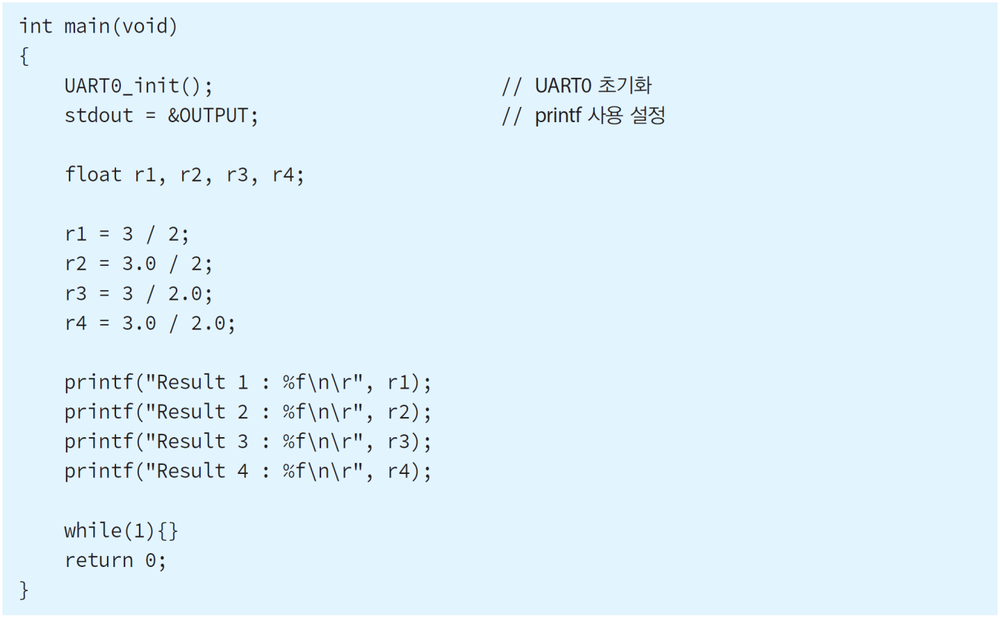 int main(void)
{
    UART0_init();                         // UART0 초기화
    stdout = &OUTPUT;                     // printf 사용 설정

    float r1, r2, r3, r4;

    r1 = 3 / 2;
    r2 = 3.0 / 2;
    r3 = 3 / 2.0;
    r4 = 3.0 / 2.0;

    printf("Result 1 : %f\n\r", r1);
    printf("Result 2 : %f\n\r", r2);
    printf("Result 3 : %f\n\r", r3);
    printf("Result 4 : %f\n\r", r4);

    while(1){}
    return 0;
}